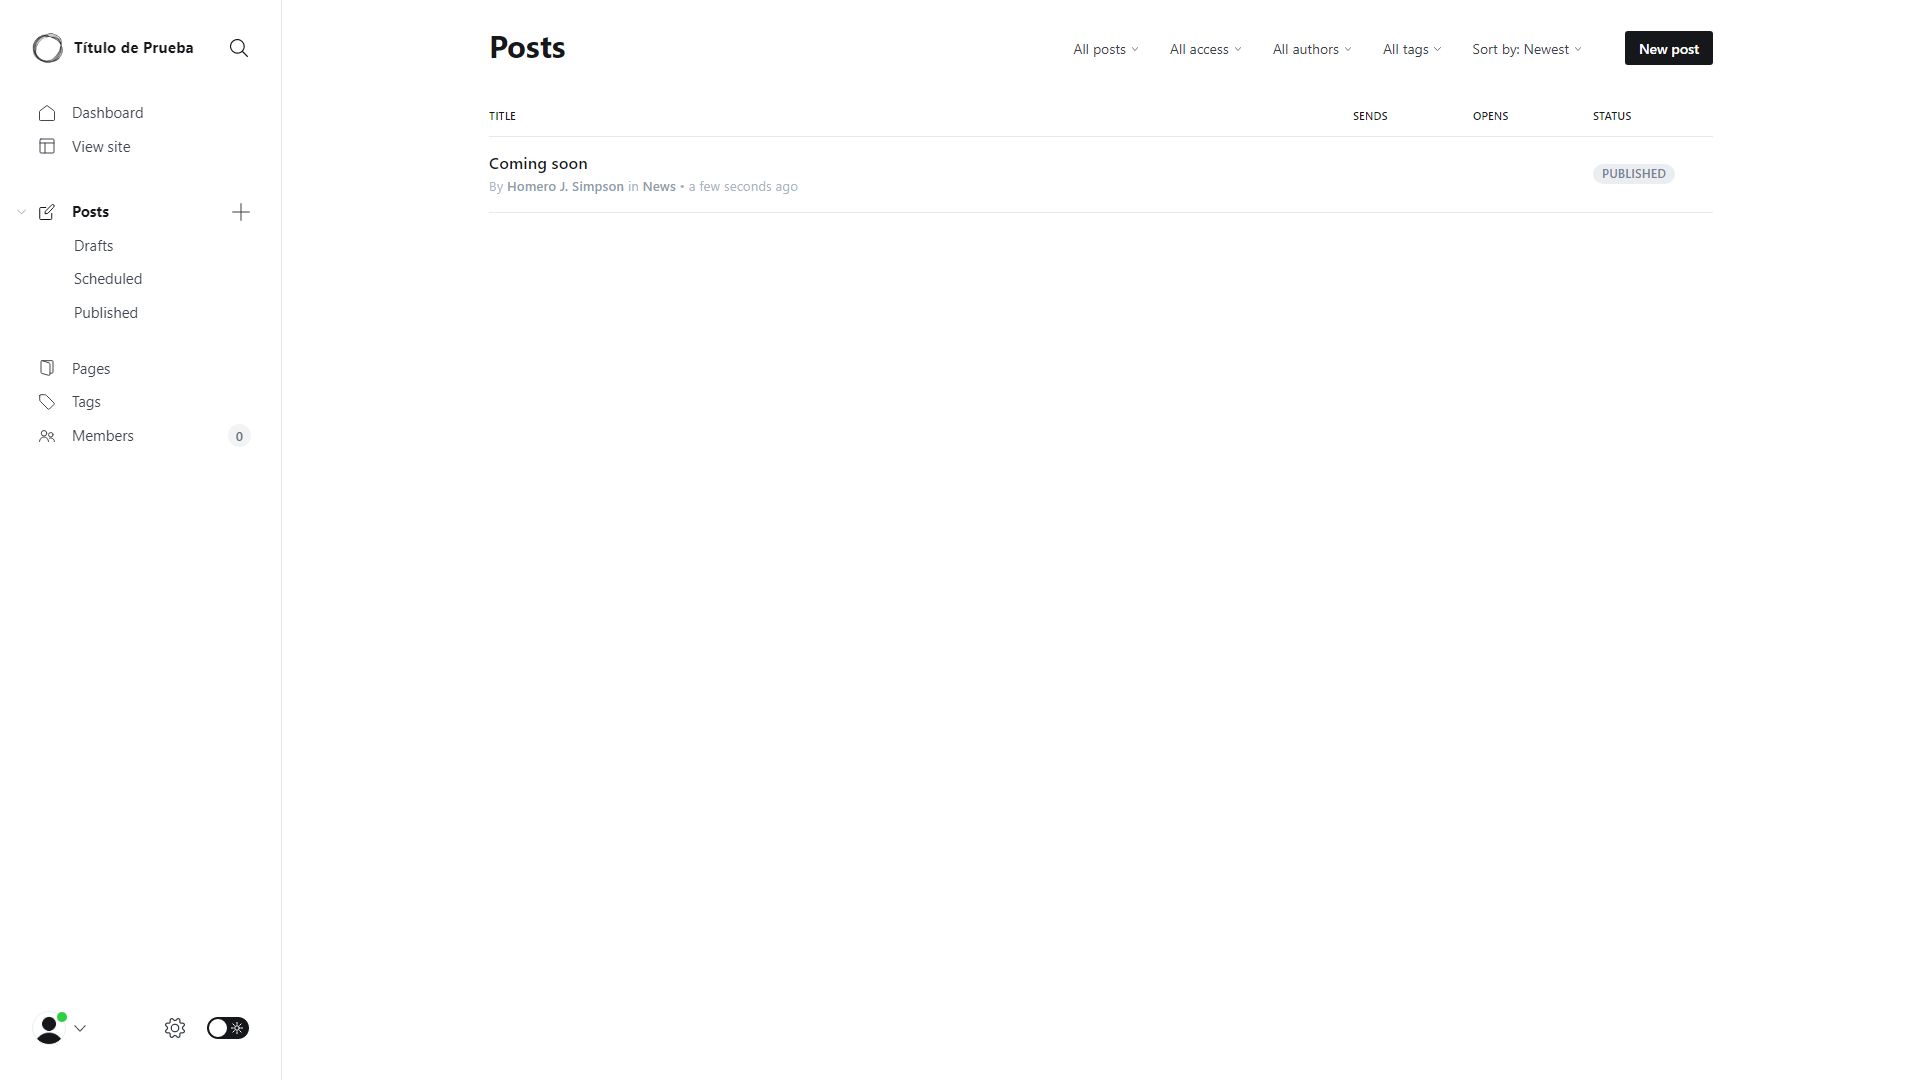 Título de Prueba
Dashboard
View site
Posts
Drafts
Scheduled
Published
Pages
Tags
Members 0
Posts
All posts All access All authors All tags Sort by: Newest New post
TITLE SENDS OPENS STATUS
Coming soon
By Homero J. Simpson in News • a few seconds ago
PUBLISHED